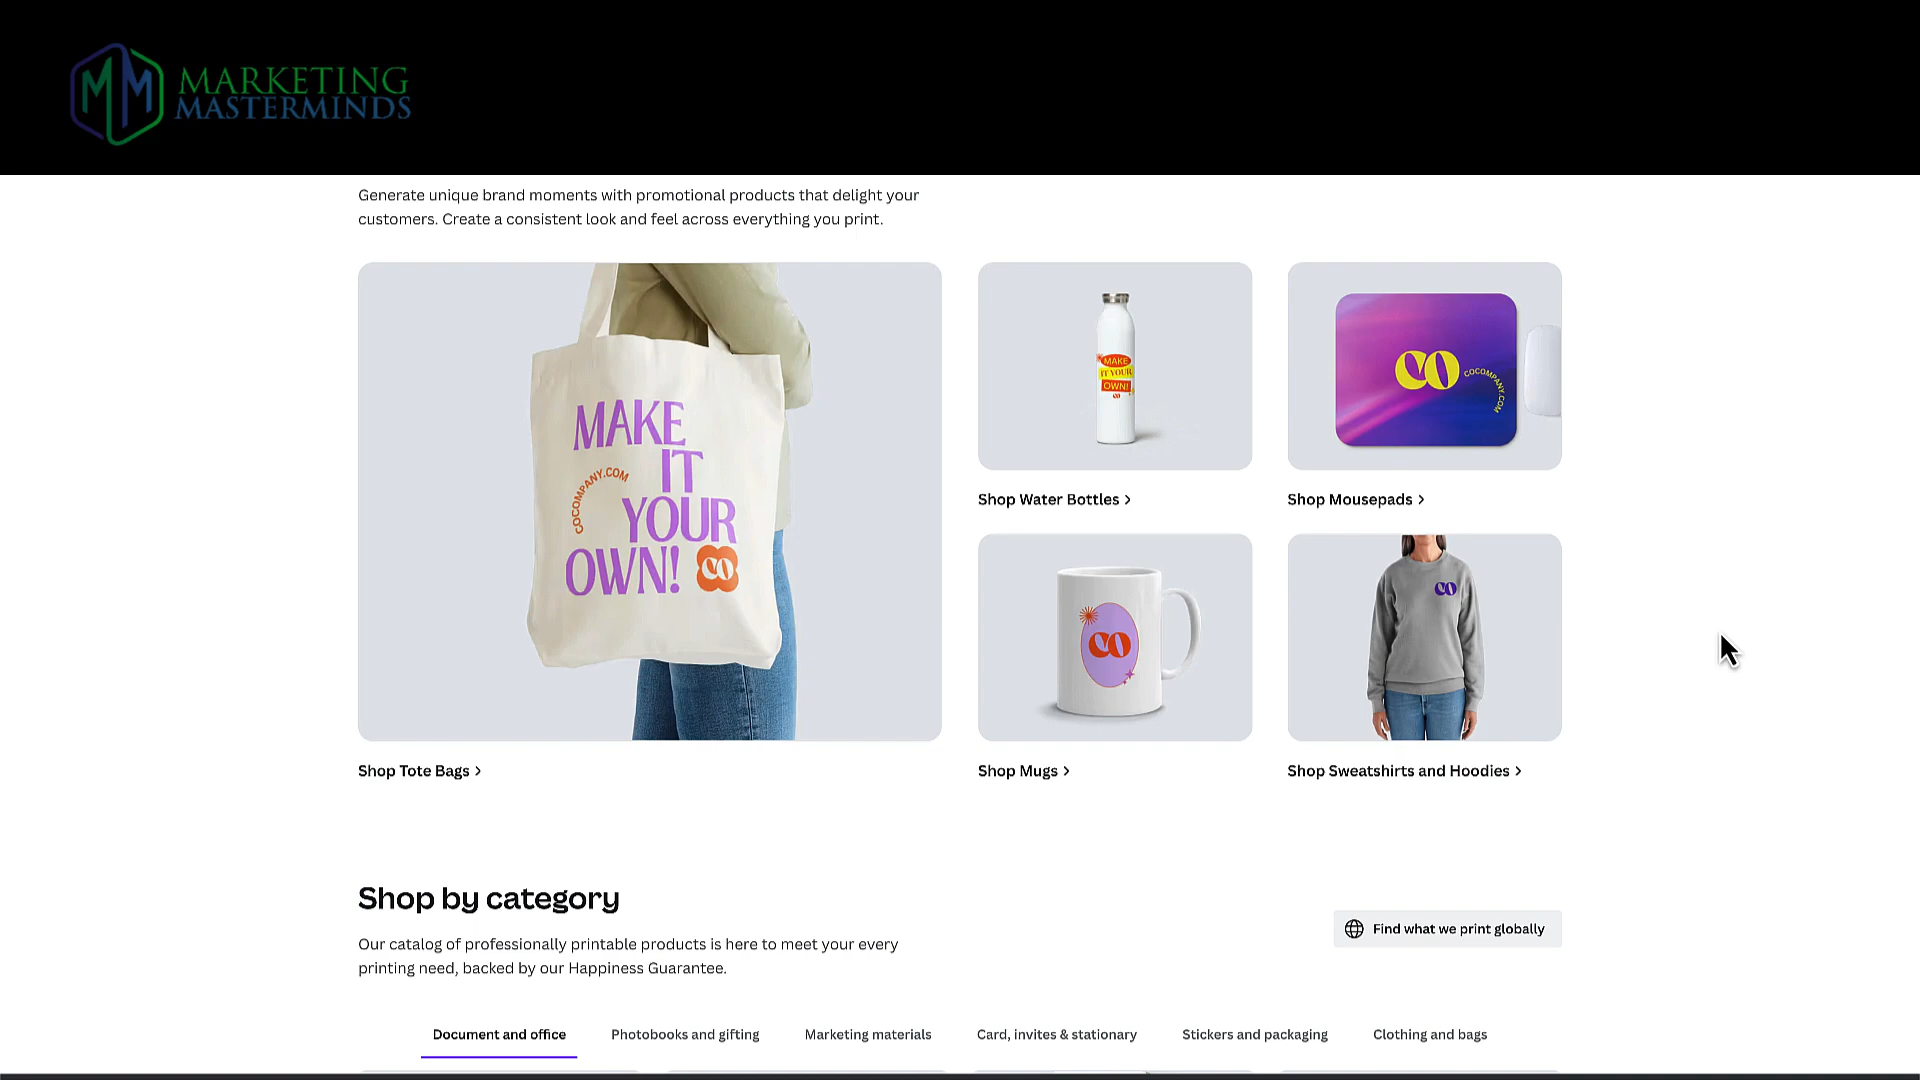 MARKETING
MASTERMINDS
Generate unique brand moments with promotional products that delight your
customers. Create a consistent look and feel across everything you print.
MAKE
IT
COCOMPANY.COM
YOUR
OWN!
CO
MAKE
IT YOUR
OWN!
CO
CO
COCOMPANY.COM
Shop Water Bottles >
Shop Mousepads >
CO
CO
Shop Tote Bags >
Shop Mugs >
Shop Sweatshirts and Hoodies >
Shop by category
Find what we print globally
Our catalog of professionally printable products is here to meet your every
printing need, backed by our Happiness Guarantee.
Document and office
Photobooks and gifting
Marketing materials
Card, invites & stationary
Stickers and packaging
Clothing and bags